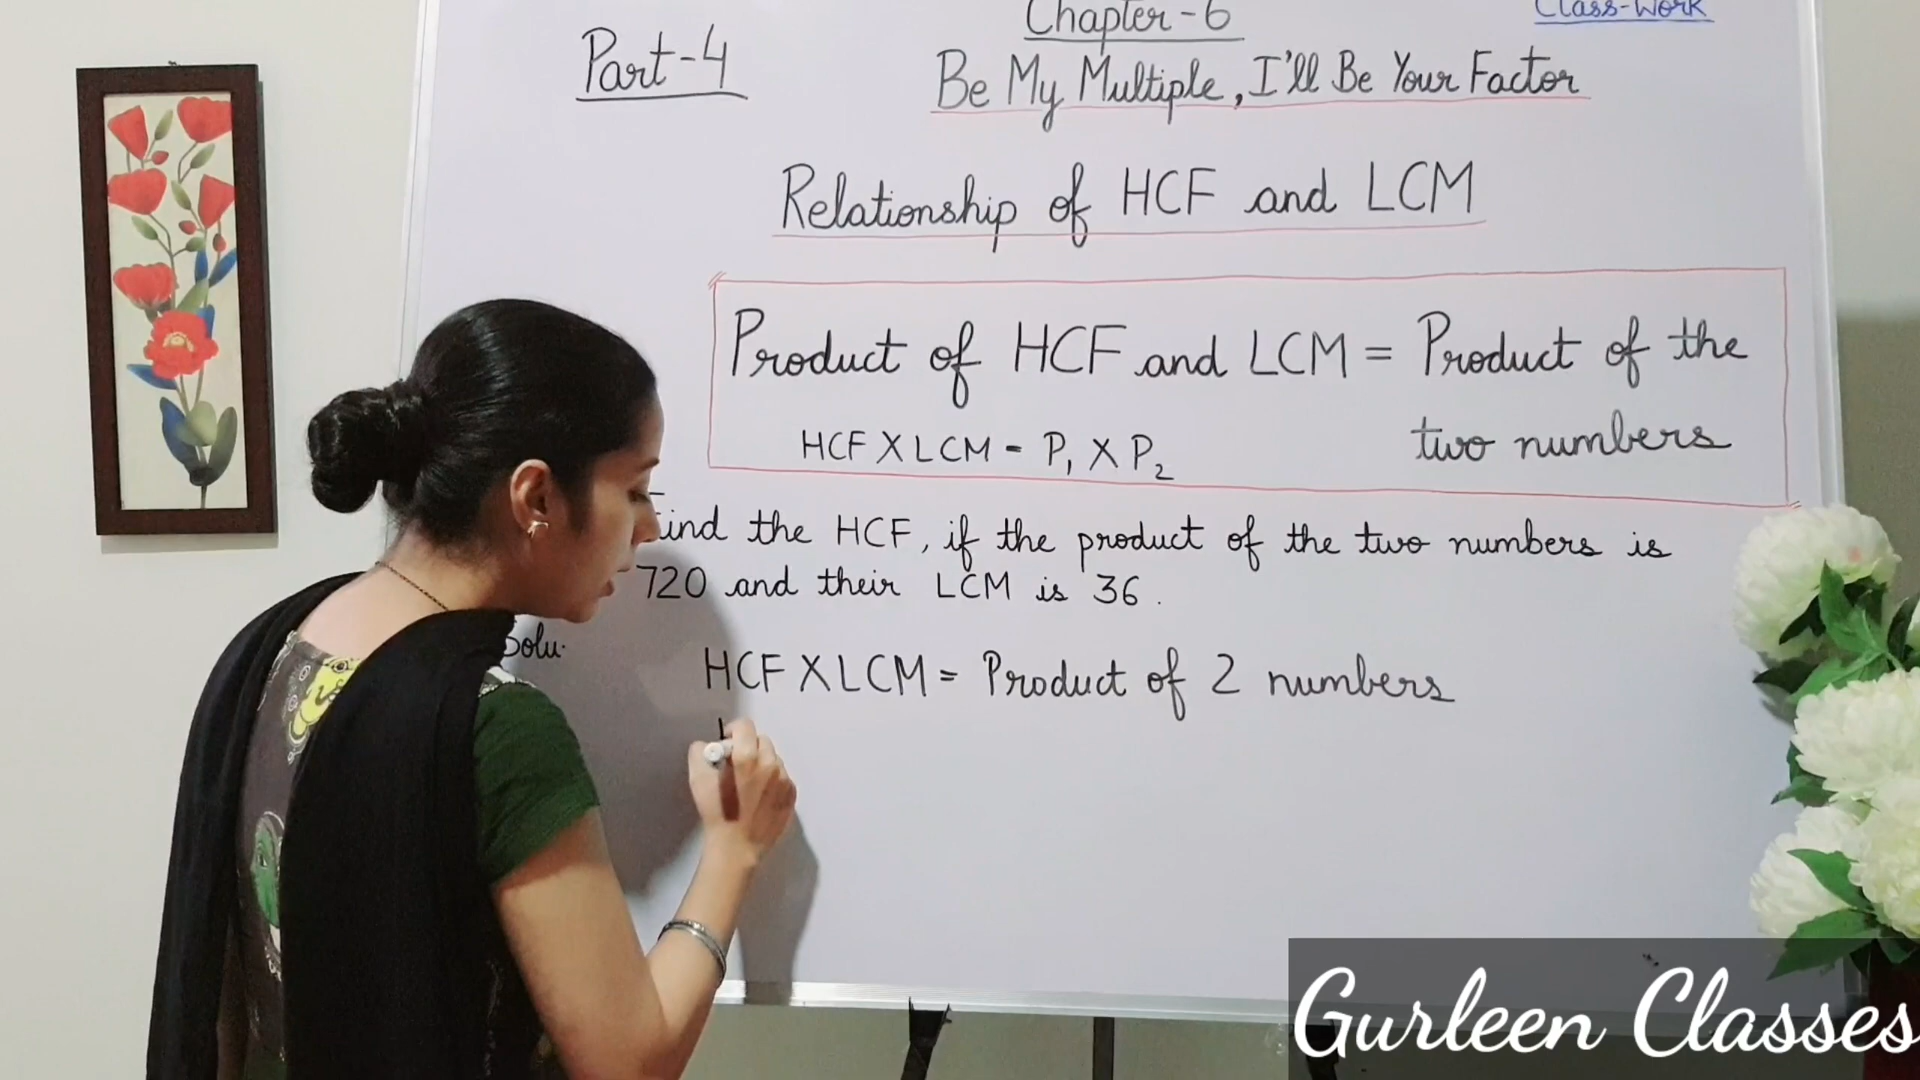 Chapter-6
Class-Work
Part-4
Be My Multiple, I'll Be Your Factor
Relationship of HCF and LCM
Product of HCF and LCM = Product of the
two numbers
HCF X LCM = P₁ X P₂
Find the HCF, if the product of the two numbers is
720 and their LCM is 36.
Solu.
HCF X LCM = Product of 2 numbers
Gurleen Classes